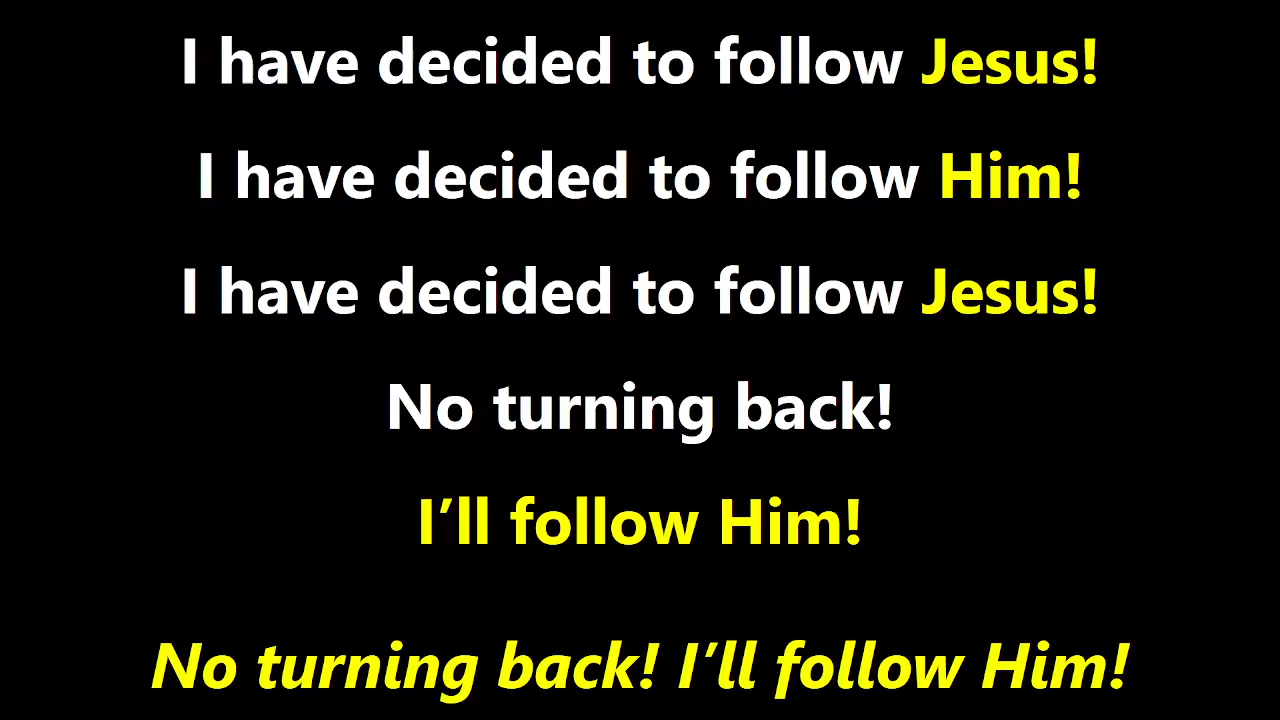 I have decided to follow Jesus!
I have decided to follow Him!
I have decided to follow Jesus!
No turning back!
I’ll follow Him!
No turning back! I’ll follow Him!